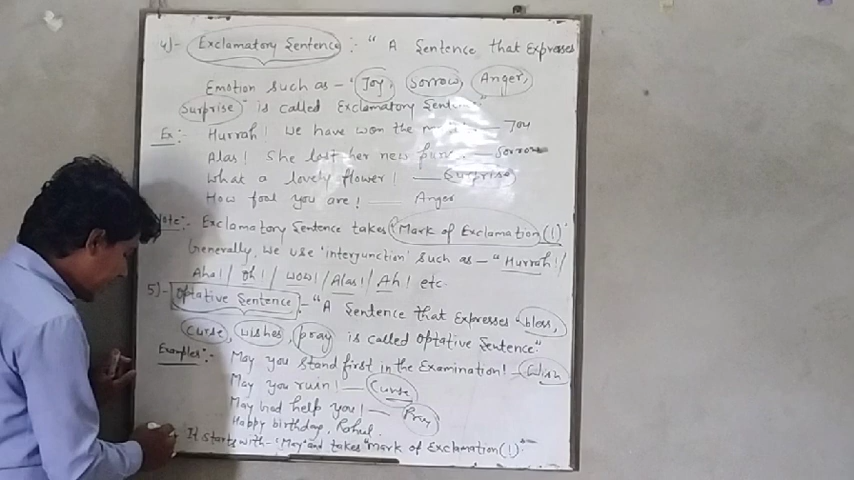 4)- Exclamatory Sentence :- "A Sentence that Expresses
Emotion such as - "Joy, Sorrow, Anger,
Surprise" is called Exclamatory Sentence"
Ex:- Hurrah! We have won the —— Joy
Alas! She lost her new —— Sorrow
What a lovely flower! —— Surprise
How fool you are! —— Anger
Note:- Exclamatory Sentence takes "Mark of Exclamation(!)"
Generally, we use 'interjunction' such as - "Hurrah!/
Aha!/ Oh!/ wow!/ Alas!/ Ah! etc.
5)- Optative Sentence :- "A Sentence that Expresses - bless,
Curse, wishes, pray is called Optative Sentence."
Examples:- May you stand first in the Examination! - Wish
May you ruin! — Curse
May God help you! — Pray
Happy birthday, Rahul.
It starts with - "May" and takes "mark of Exclamation(!)"